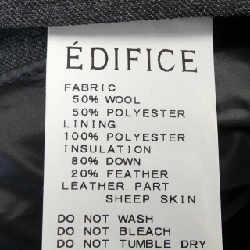 ÉDIFICE
FABRIC
50% WOOL
50% POLYESTER
LINING
100% POLYESTER
INSULATION
80% DOWN
20% FEATHER
LEATHER PART
SHEEP SKIN
DO NOT WASH
DO NOT BLEACH
DO NOT TUMBLE DRY